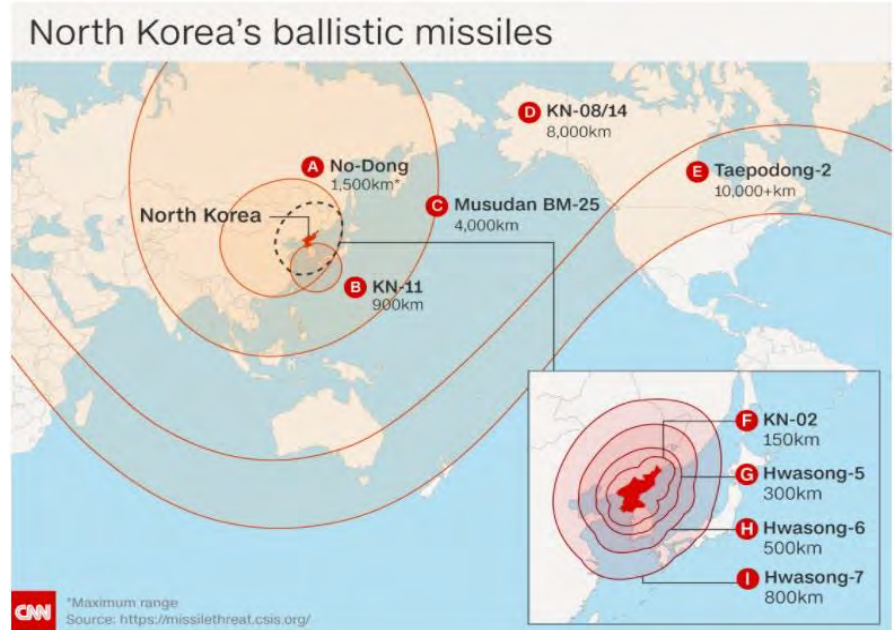 North Korea's ballistic missiles
D KN-08/14
8,000km
A No-Dong
1,500km*
E Taepodong-2
10,000+km
C Musudan BM-25
4,000km
North Korea
B KN-11
900km
F KN-02
150km
G Hwasong-5
300km
H Hwasong-6
500km
I Hwasong-7
800km
CNN
*Maximum range
Source: https://missilethreat.csis.org/